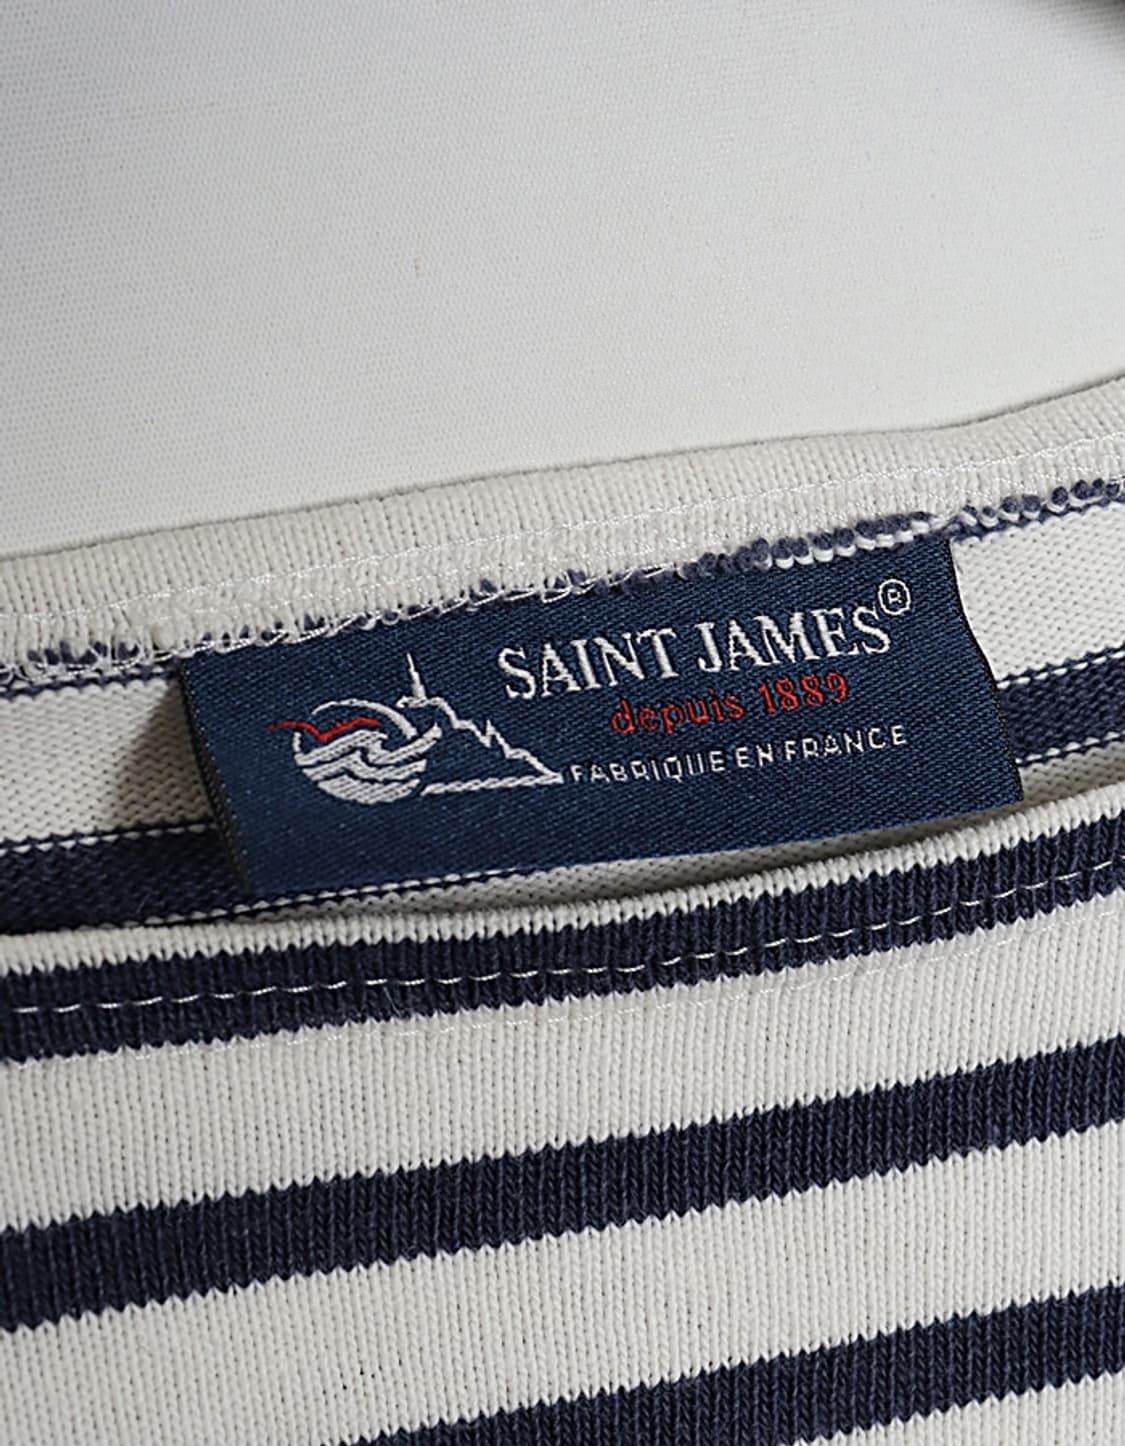 SAINT JAMES®
depuis 1889
FABRIQUE EN FRANCE